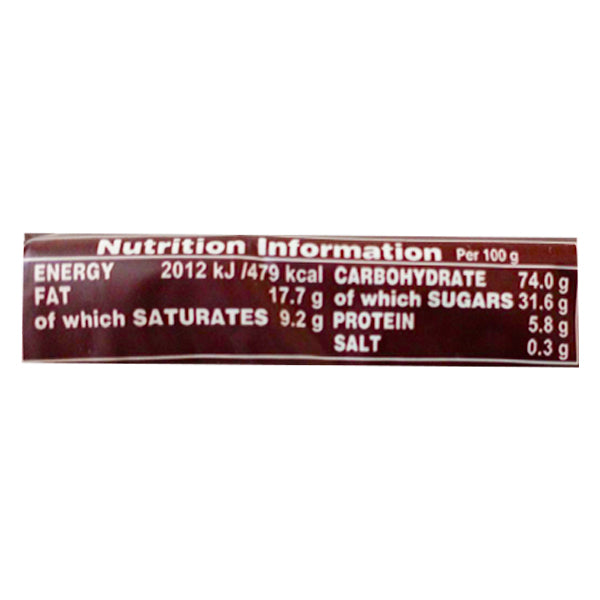 Nutrition Information Per 100 g
ENERGY 2012 kJ /479 kcal
FAT 17.7 g
of which SATURATES 9.2 g
CARBOHYDRATE 74.0 g
of which SUGARS 31.6 g
PROTEIN 5.8 g
SALT 0.3 g